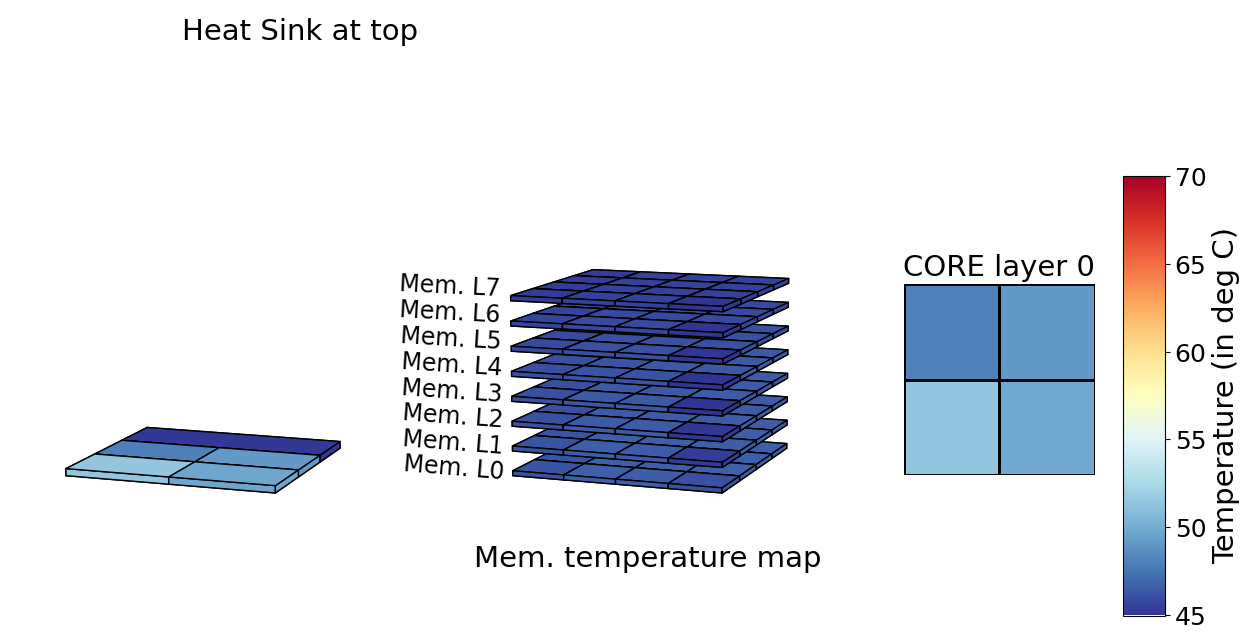 Heat Sink at top
Mem. L7
Mem. L6
Mem. L5
Mem. L4
Mem. L3
Mem. L2
Mem. L1
Mem. L0
Mem. temperature map
CORE layer 0
70
65
60
55
50
45
Temperature (in deg C)